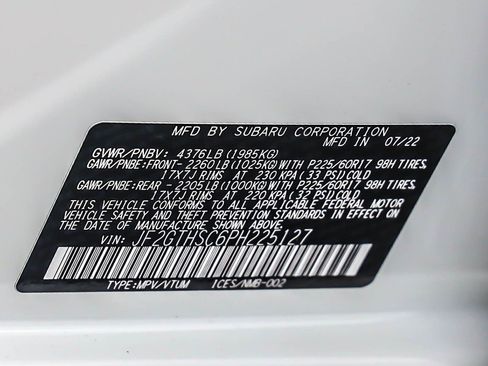 MFD BY SUBARU CORPORATION
MFD IN 07/22
GVWR/PNBV: 4376LB (1985KG)
GAWR/PNBE: FRONT- 2260LB (1025KG) WITH P225/60R17 98H TIRES
17X7J RIMS AT 230 KPA (33 PSI) COLD
GAWR/PNBE: REAR - 2205LB (1000KG) WITH P225/60R17 98H TIRES
17X7J RIMS AT 220 KPA (32 PSI) COLD
THIS VEHICLE CONFORMS TO ALL APPLICABLE FEDERAL MOTOR
VEHICLE SAFETY AND THEFT PREVENTION STANDARDS IN EFFECT ON
THE DATE OF MANUFACTURE SHOWN ABOVE.
VIN: JF2GTHSC6PH225127
TYPE: MPV/VTUM ICES/NMB-002